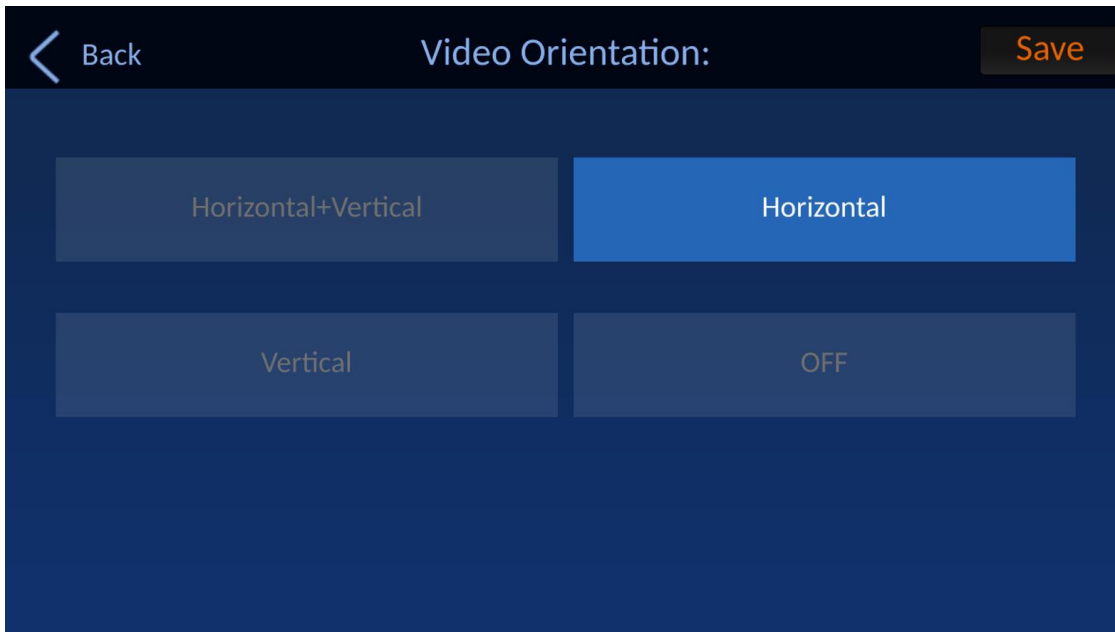 Back
Video Orientation:
Save
Horizontal+Vertical
Horizontal
Vertical
OFF